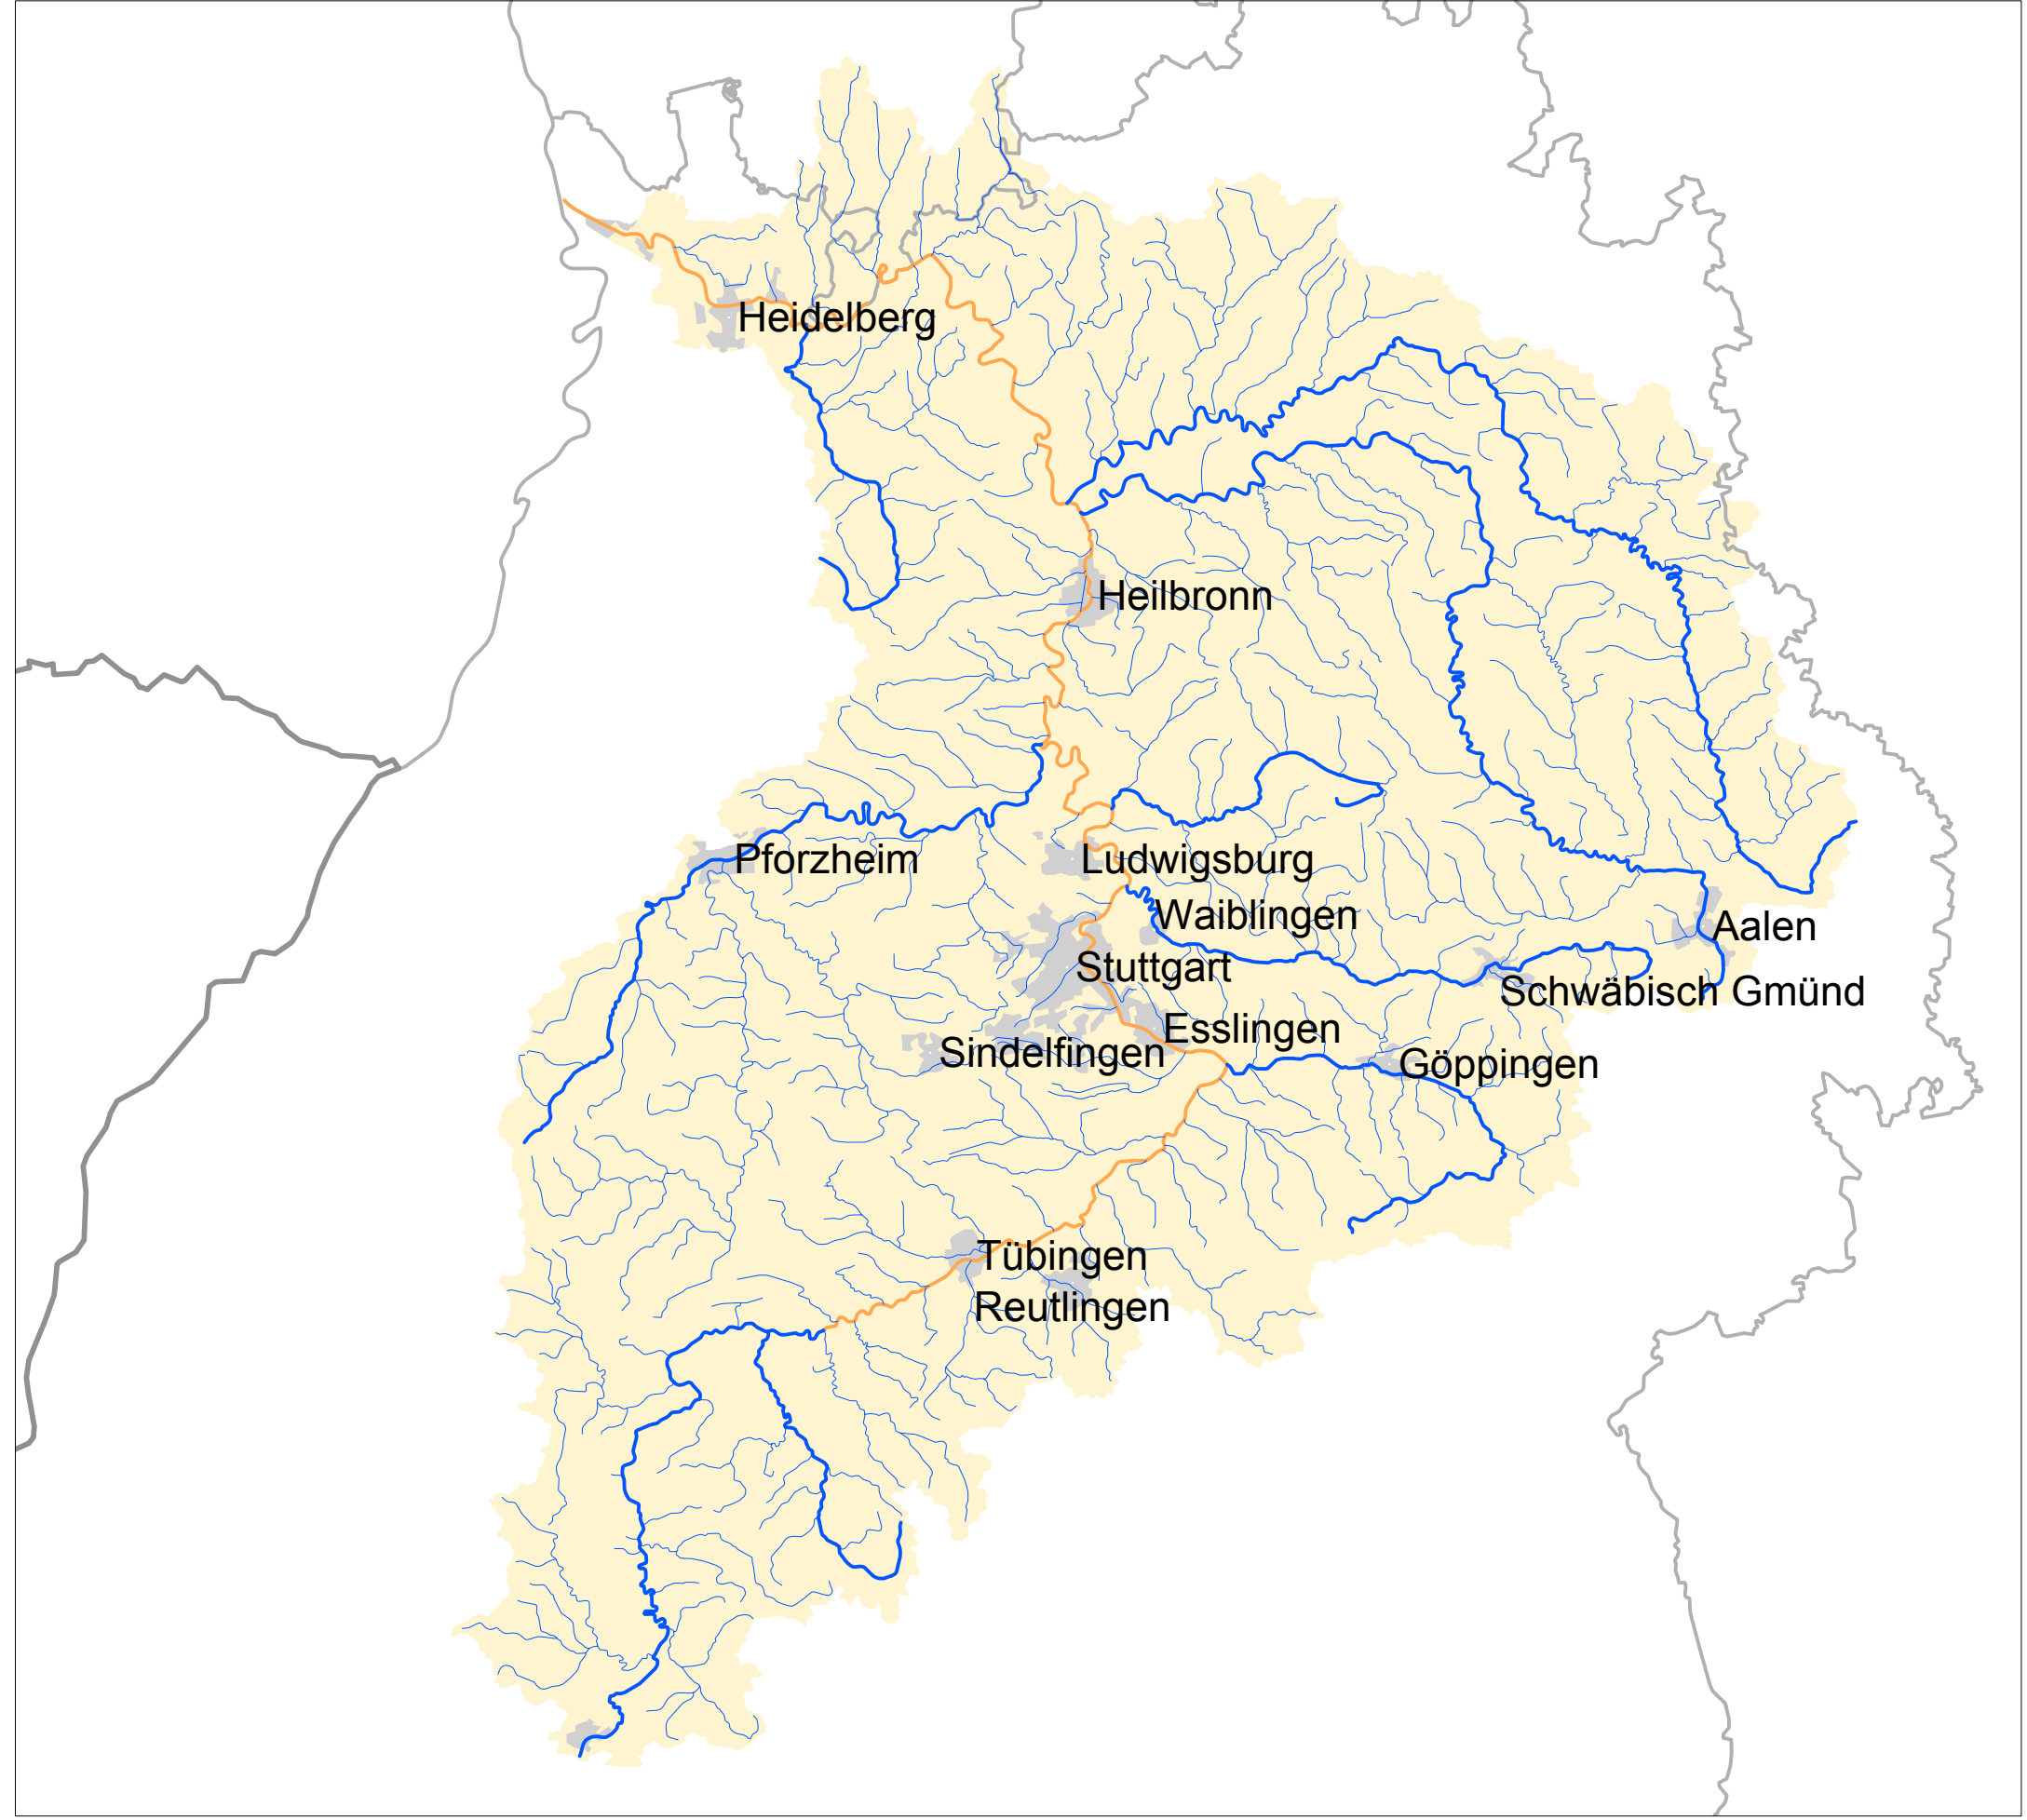 Heidelberg
Heilbronn
Pforzheim
Ludwigsburg
Waiblingen
Aalen
Stuttgart
Schwäbisch Gmünd
Esslingen
Sindelfingen
Göppingen
Tübingen
Reutlingen